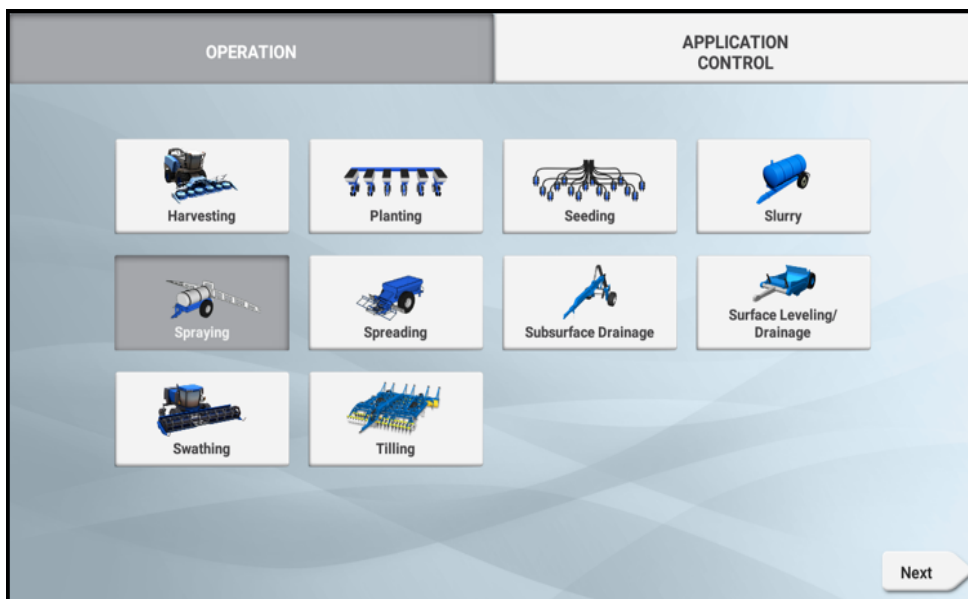 OPERATION
APPLICATION
CONTROL
Harvesting
Planting
Seeding
Slurry
Spraying
Spreading
Subsurface Drainage
Surface Leveling/
Drainage
Swathing
Tilling
Next